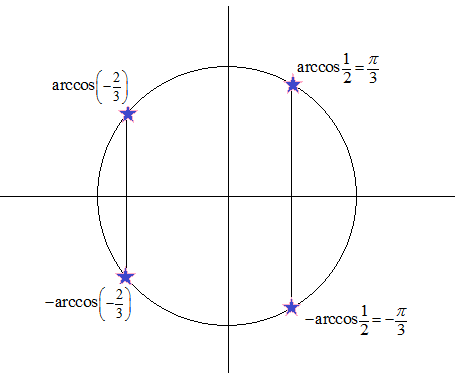 arccos 1/2 = π/3
arccos(-2/3)
-arccos(-2/3)
-arccos 1/2 = -π/3